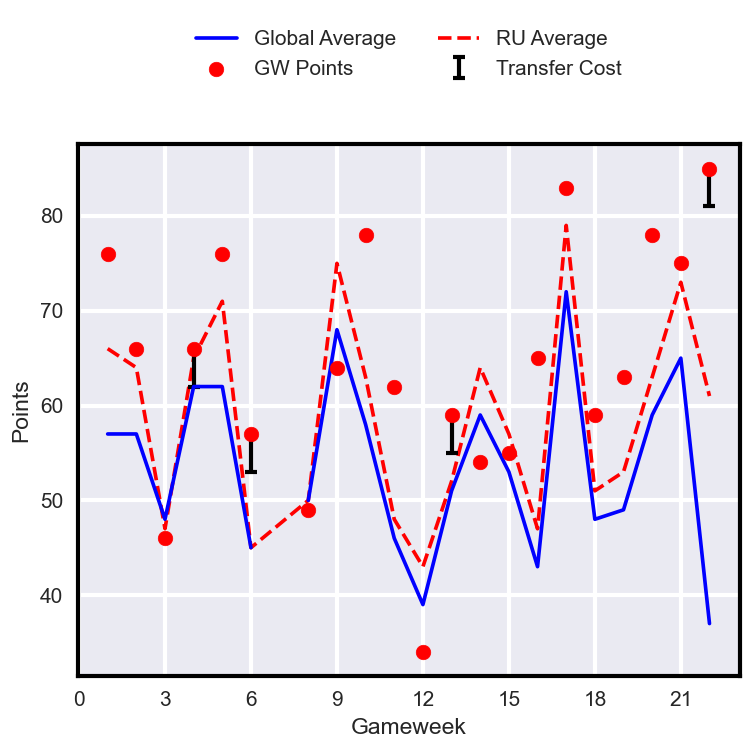 Global Average
RU Average
GW Points
Transfer Cost
80
70
60
50
40
Points
0 3 6 9 12 15 18 21
Gameweek